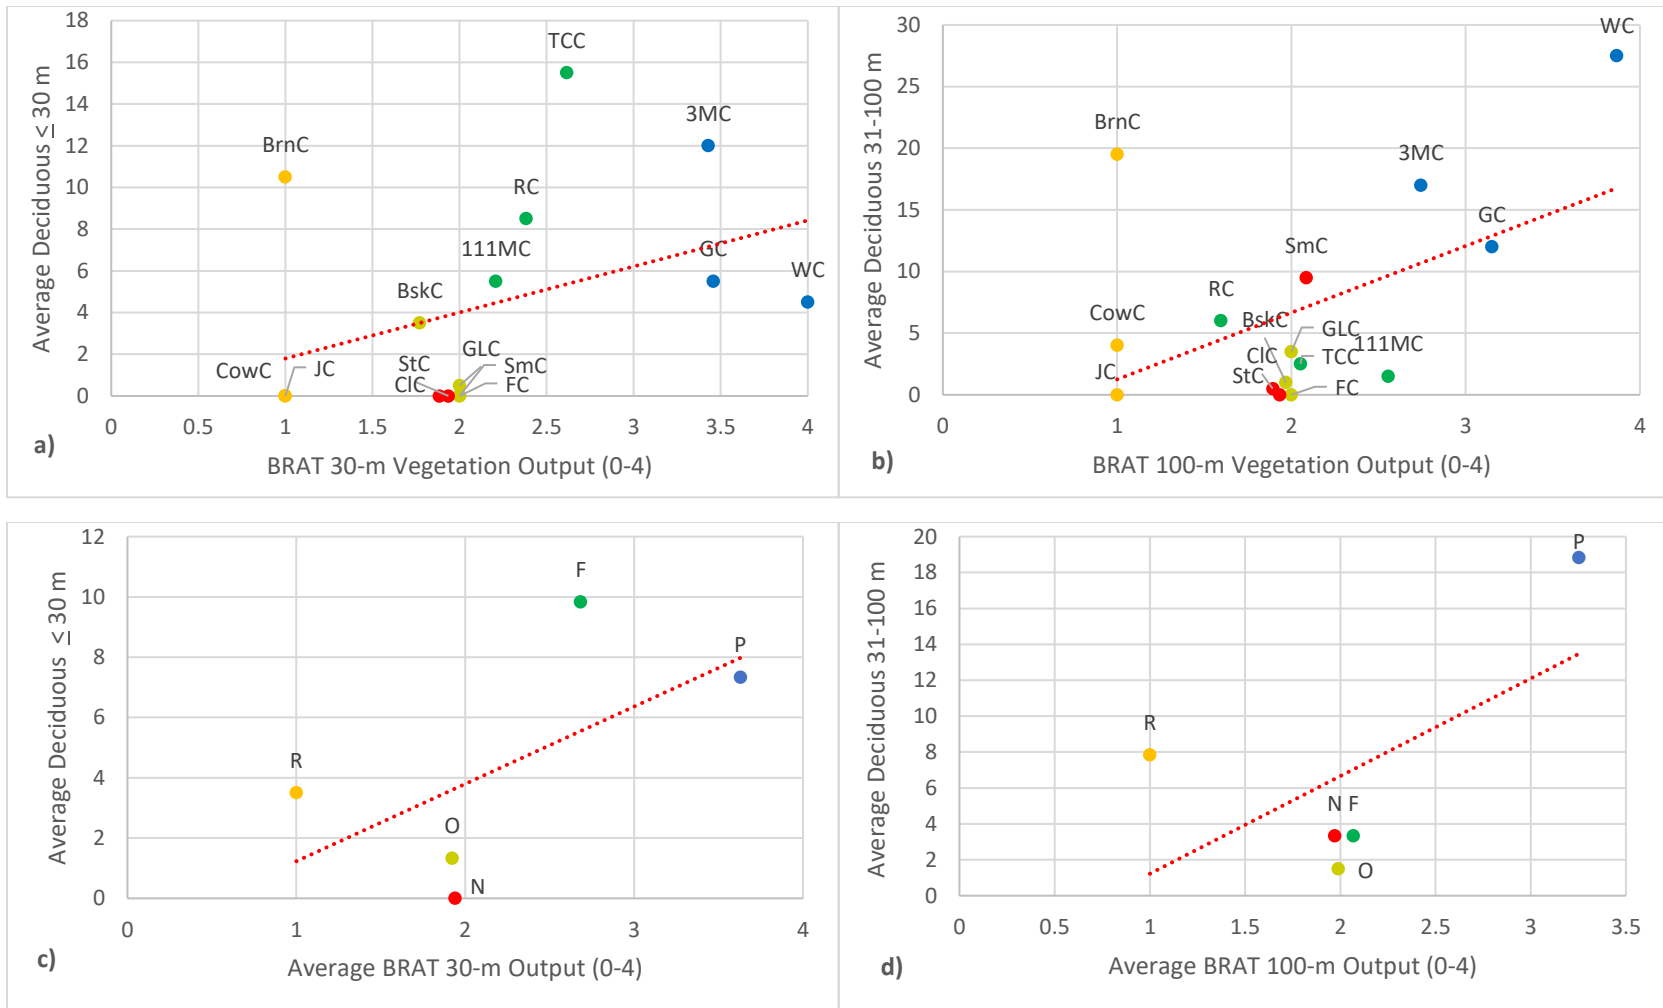 18
16
14
12
10
8
6
4
2
0
Average Deciduous ≤ 30 m
TCC
3MC
BrnC
RC
111MC
GC
WC
BskC
GLC
StC
SmC
CowC
JC
ClC
FC
0 0.5 1 1.5 2 2.5 3 3.5 4
a)
BRAT 30-m Vegetation Output (0-4)
30
25
20
15
10
5
0
Average Deciduous 31-100 m
WC
BrnC
3MC
GC
SmC
RC
CowC
BskC
GLC
111MC
ClC
TCC
JC
StC
FC
0 1 2 3 4
b)
BRAT 100-m Vegetation Output (0-4)
12
10
8
6
4
2
0
Average Deciduous ≤ 30 m
F
P
R
O
N
0 1 2 3 4
c)
Average BRAT 30-m Output (0-4)
20
18
16
14
12
10
8
6
4
2
0
Average Deciduous 31-100 m
P
R
N F
O
0 0.5 1 1.5 2 2.5 3 3.5
d)
Average BRAT 100-m Output (0-4)